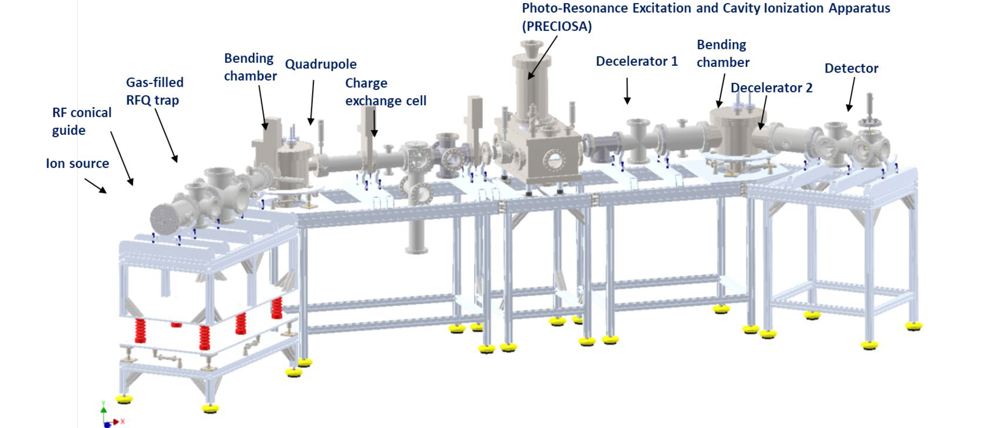 Photo-Resonance Excitation and Cavity Ionization Apparatus
(PRECIOSA)
Bending
chamber
Quadrupole
Charge
exchange cell
Decelerator 1
Bending
chamber
Decelerator 2
Detector
Gas-filled
RFQ trap
RF conical
guide
Ion source
Y
X